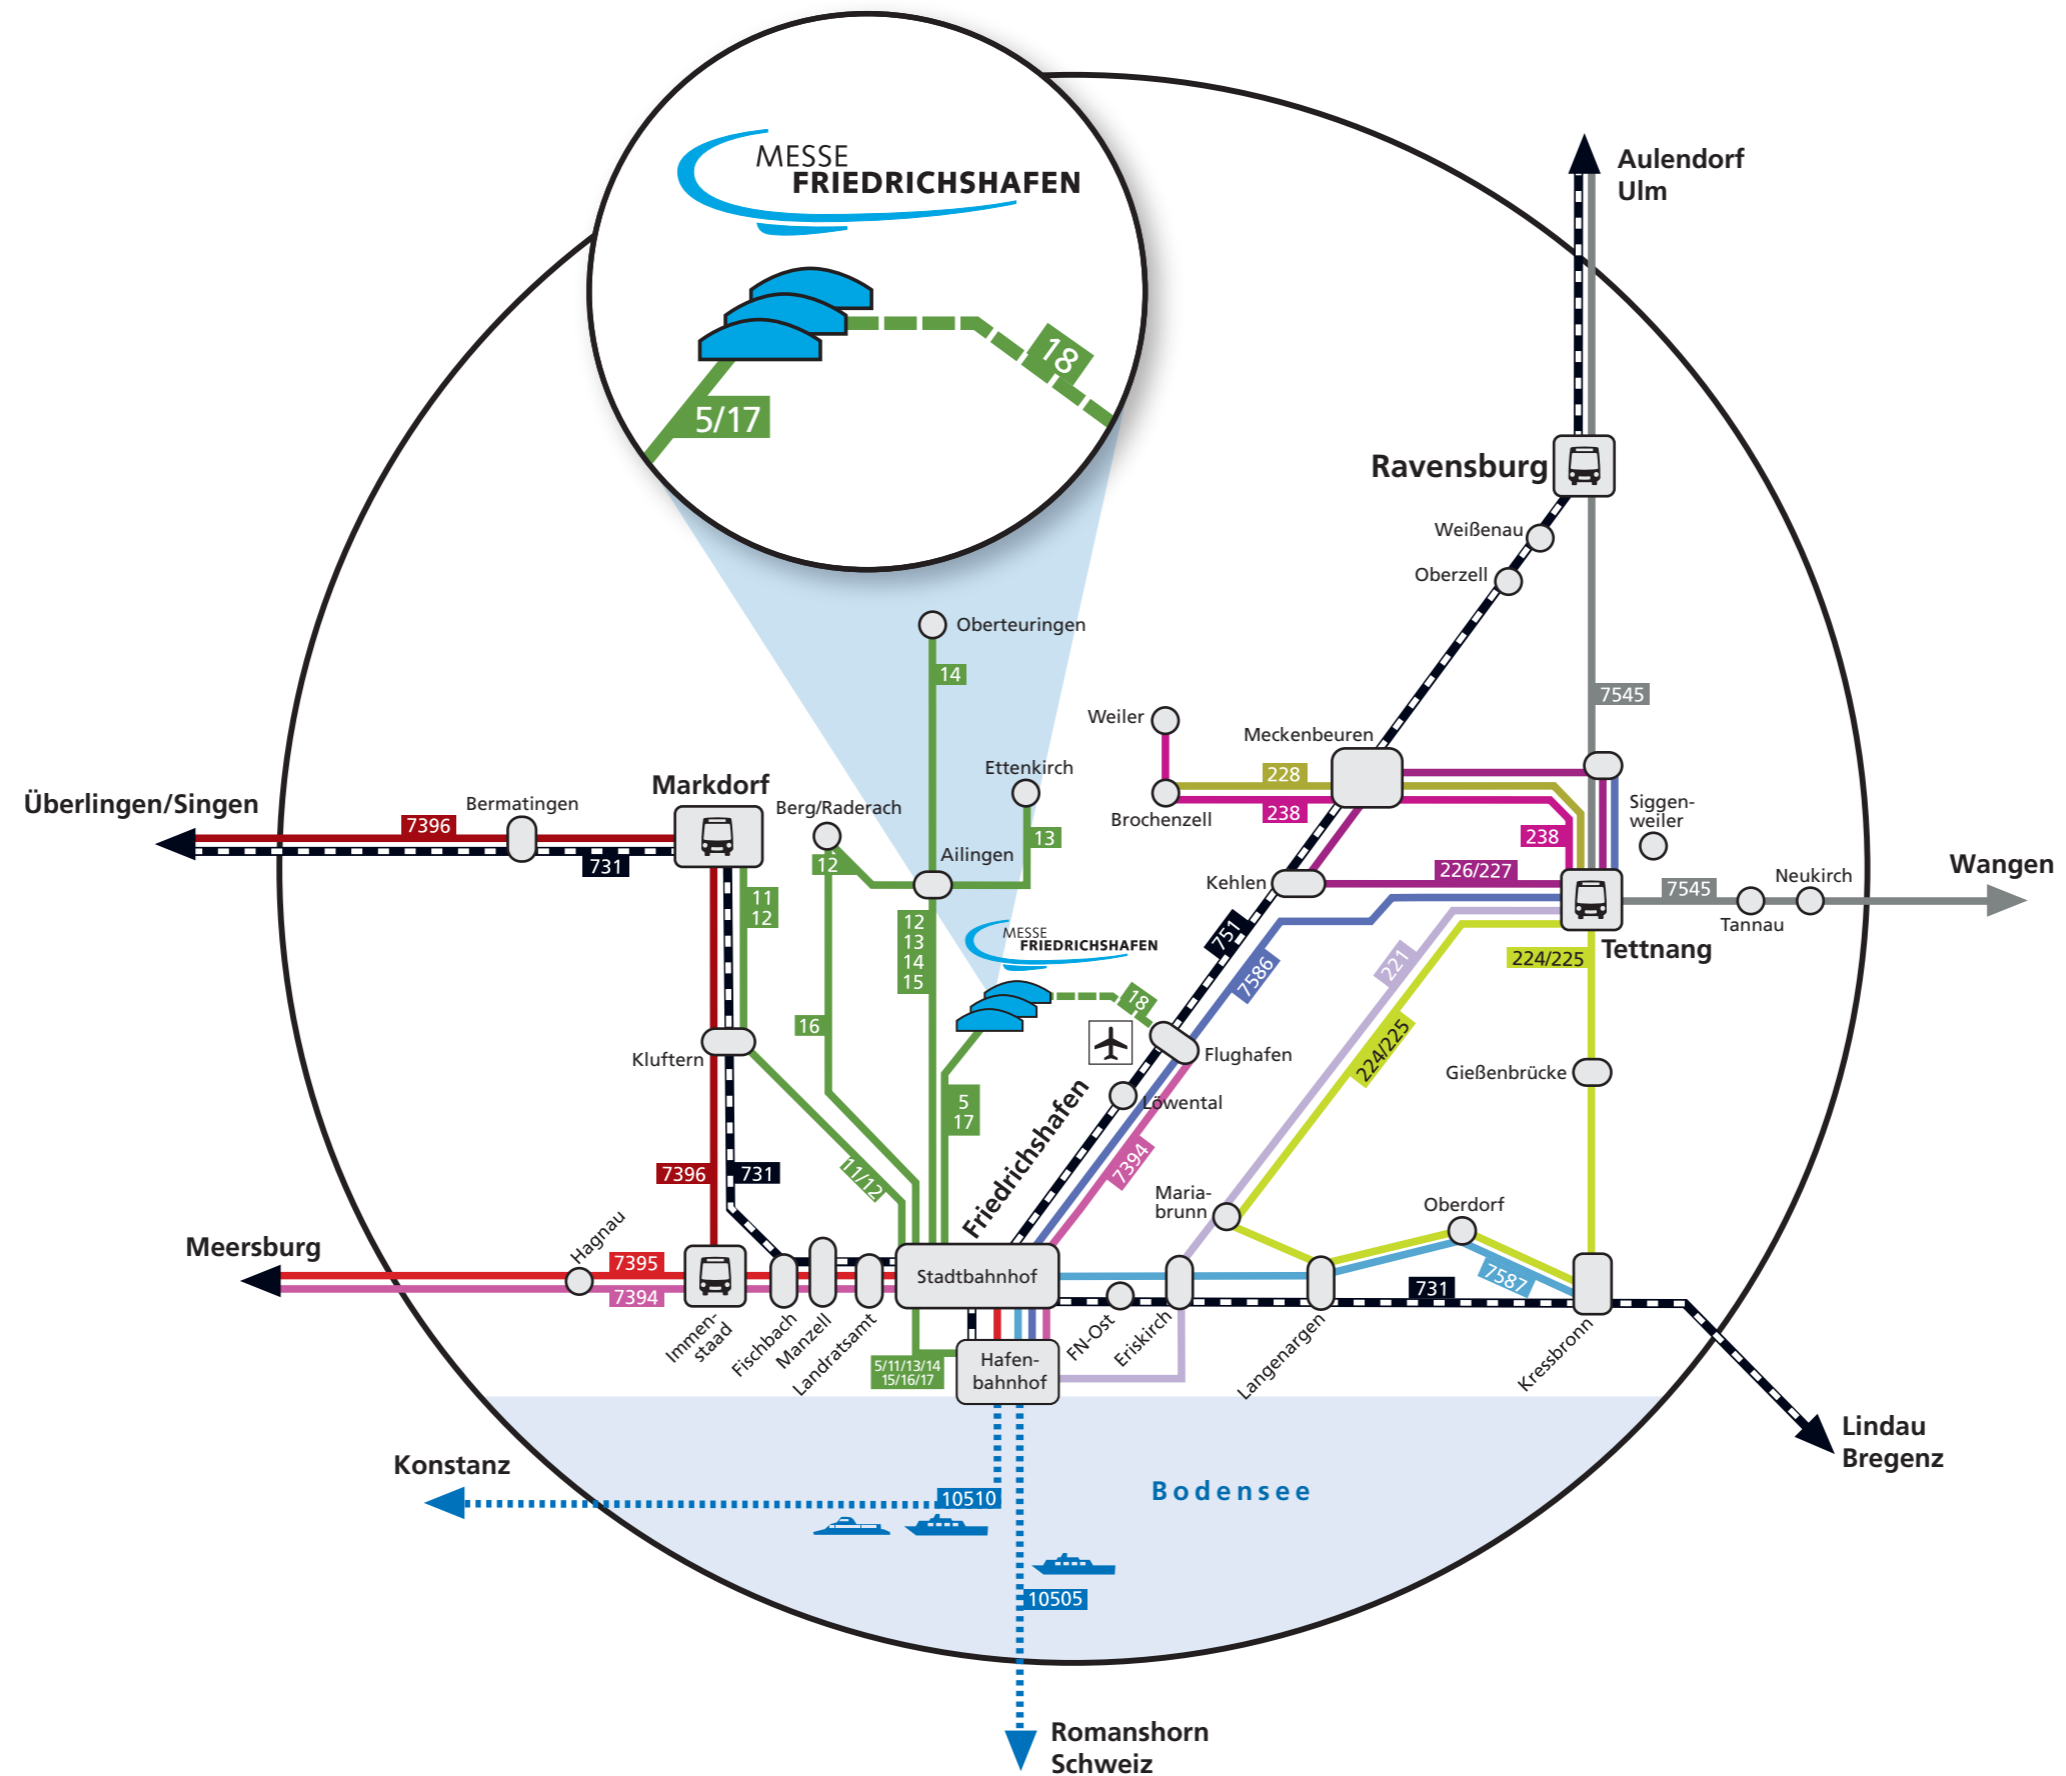 MESSE
FRIEDRICHSHAFEN
18
5/17
Aulendorf
Ulm
Ravensburg
Weißenau
Oberzell
Oberteuringen
14
7545
Weiler
Meckenbeuren
228
Brochenzell
238
Siggen-
weiler
238
Ettenkirch
13
Überlingen/Singen
7396
Bermatingen
731
Markdorf
Berg/Raderach
12
Ailingen
11
12
12
13
14
15
MESSE
FRIEDRICHSHAFEN
Kehlen
226/227
7545
Tannau
Neukirch
Wangen
Tettnang
751
7586
221
224/225
224/225
16
18
Kluftern
Flughafen
Gießenbrücke
5
17
Löwental
Friedrichshafen
7394
11/12
7396
731
Maria-
brunn
Oberdorf
Meersburg
Hagnau
7395
7394
Stadtbahnhof
7587
731
Immen-
staad
Fischbach
Manzell
Landratsamt
5/11/13/14
15/16/17
Hafen-
bahnhof
FN-Ost
Eriskirch
Langenargen
Kressbronn
Lindau
Bregenz
Konstanz
10510
Bodensee
10505
Romanshorn
Schweiz